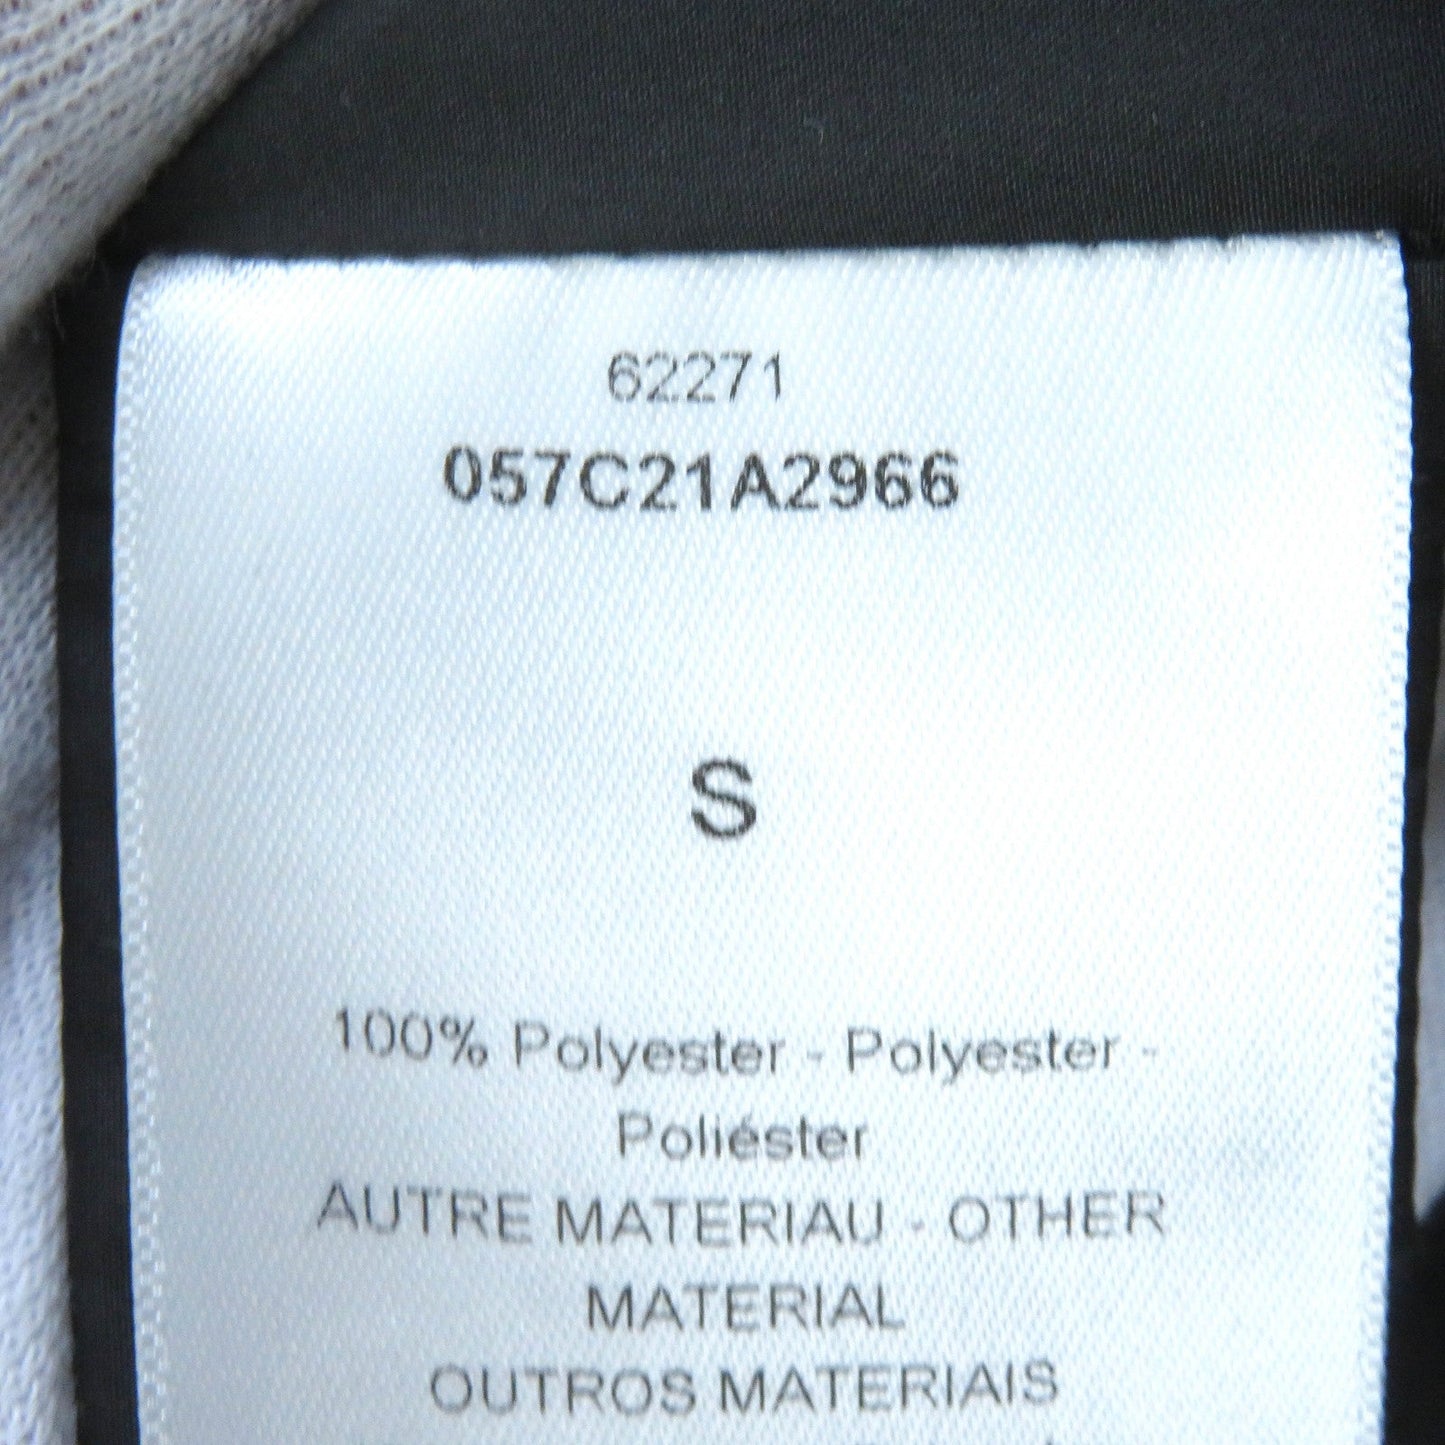 62271
057C21A2966
S
100% Polyester - Polyester -
Poliéster
AUTRE MATERIAU - OTHER
MATERIAL
OUTROS MATERIAIS